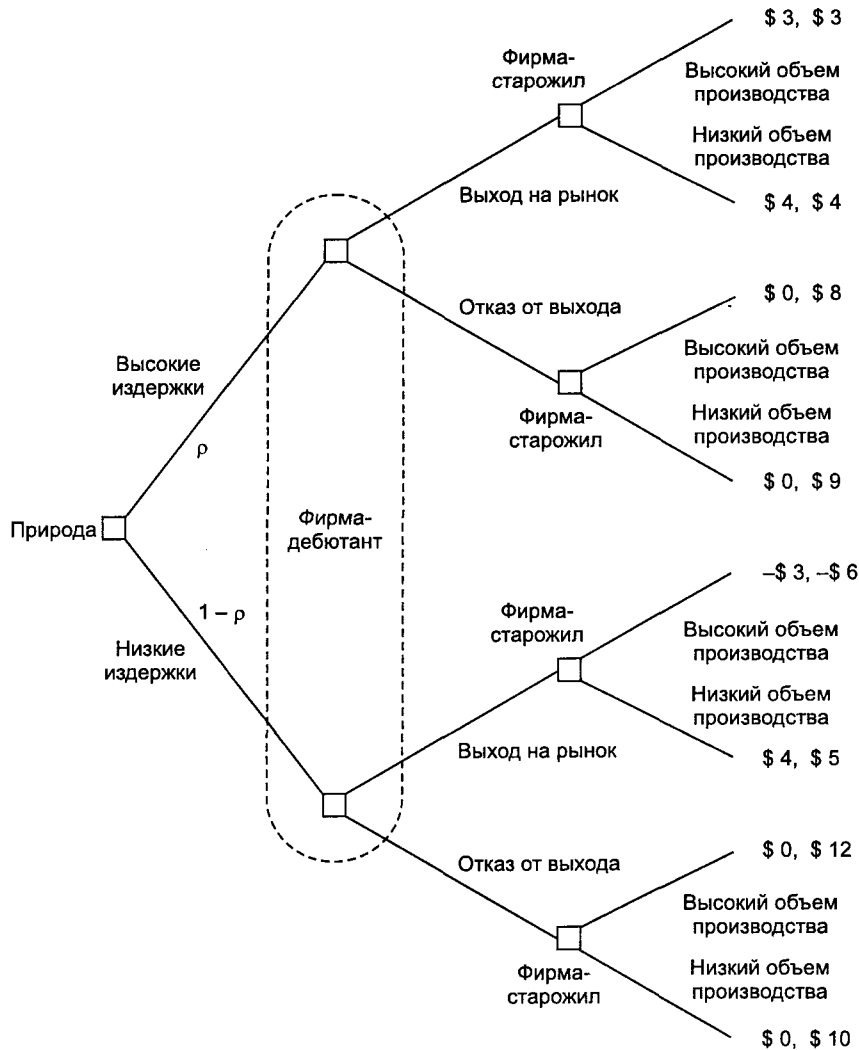 $ 3, $ 3
Фирма-
старожил
Высокий объем
производства
Низкий объем
производства
Выход на рынок
$ 4, $ 4
$ 0, $ 8
Отказ от выхода
Высокий объем
производства
Высокие
издержки
Фирма-
старожил
Низкий объем
производства
ρ
$ 0, $ 9
Природа
Фирма-
дебютант
–$ 3, –$ 6
1 – ρ
Фирма-
старожил
Высокий объем
производства
Низкие
издержки
Низкий объем
производства
Выход на рынок
$ 4, $ 5
$ 0, $ 12
Отказ от выхода
Высокий объем
производства
Фирма-
старожил
Низкий объем
производства
$ 0, $ 10